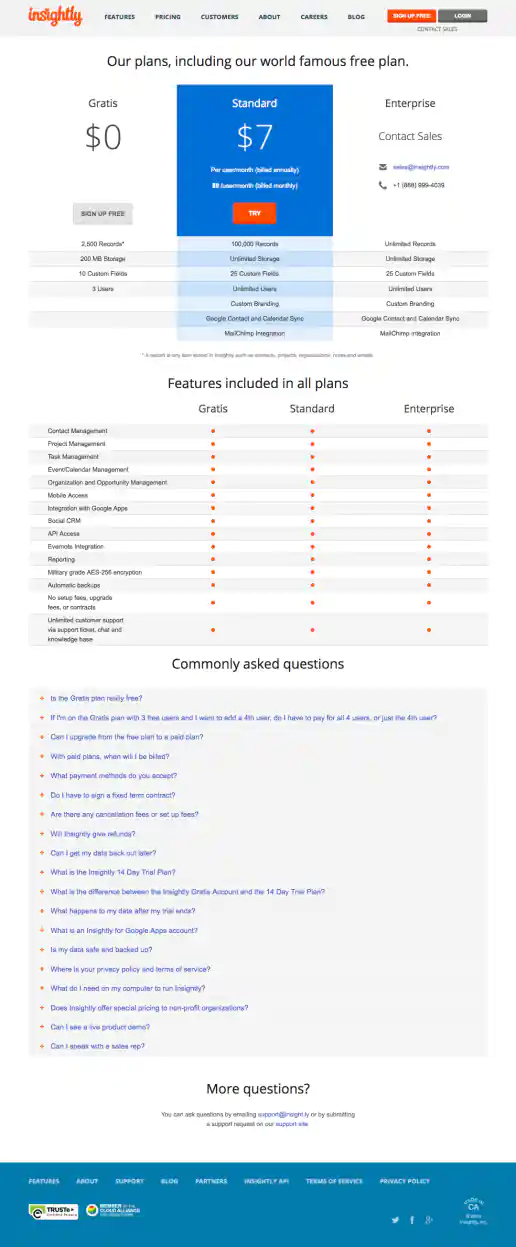 insightly
FEATURES PRICING CUSTOMERS ABOUT CAREERS BLOG
SIGN UP FREE LOGIN
CONTACT SALES
Our plans, including our world famous free plan.
Gratis Standard Enterprise
$0 $7 Contact Sales
Per user/month (billed annually)
sales@insightly.com
$9 /user/month (billed monthly)
+1 (888) 999-4039
SIGN UP FREE TRY
2,500 Records* 100,000 Records Unlimited Records
200 MB Storage Unlimited Storage Unlimited Storage
10 Custom Fields 25 Custom Fields 25 Custom Fields
3 Users Unlimited Users Unlimited Users
Custom Branding Custom Branding
Google Contact and Calendar Sync Google Contact and Calendar Sync
MailChimp Integration MailChimp Integration
* A record is any item stored in Insightly such as contacts, projects, organizations, notes and emails.
Features included in all plans
Gratis Standard Enterprise
Contact Management
Project Management
Task Management
Event/Calendar Management
Organization and Opportunity Management
Mobile Access
Integration with Google Apps
Social CRM
API Access
Evernote Integration
Reporting
Military grade AES-256 encryption
Automatic backups
No setup fees, upgrade
fees, or contracts
Unlimited customer support
via support ticket, chat and
knowledge base
Commonly asked questions
+ Is the Gratis plan really free?
+ If I'm on the Gratis plan with 3 free users and I want to add a 4th user, do I have to pay for all 4 users, or just the 4th user?
+ Can I upgrade from the free plan to a paid plan?
+ With paid plans, when will I be billed?
+ What payment methods do you accept?
+ Do I have to sign a fixed term contract?
+ Are there any cancellation fees or set up fees?
+ Will Insightly give refunds?
+ Can I get my data back out later?
+ What is the Insightly 14 Day Trial Plan?
+ What is the difference between the Insightly Gratis Account and the 14 Day Trial Plan?
+ What happens to my data after my trial ends?
+ What is an Insightly for Google Apps account?
+ Is my data safe and backed up?
+ Where is your privacy policy and terms of service?
+ What do I need on my computer to run Insightly?
+ Does Insightly offer special pricing to non-profit organizations?
+ Can I see a live product demo?
+ Can I speak with a sales rep?
More questions?
You can ask questions by emailing support@insight.ly or by submitting
a support request on our support site
FEATURES ABOUT SUPPORT BLOG PARTNERS INSIGHTLY API TERMS OF SERVICE PRIVACY POLICY
TRUSTe
Certified Privacy
MEMBER OF THE
CLOUD ALLIANCE
MADE IN
CA
Insightly, Inc.